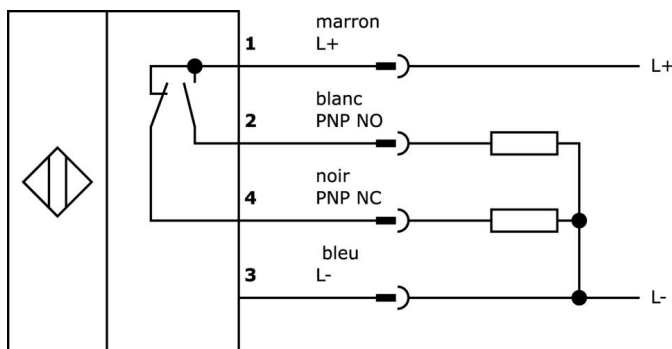 marron
1 L+
L+
blanc
2 PNP NO
noir
4 PNP NC
bleu
3 L-
L-